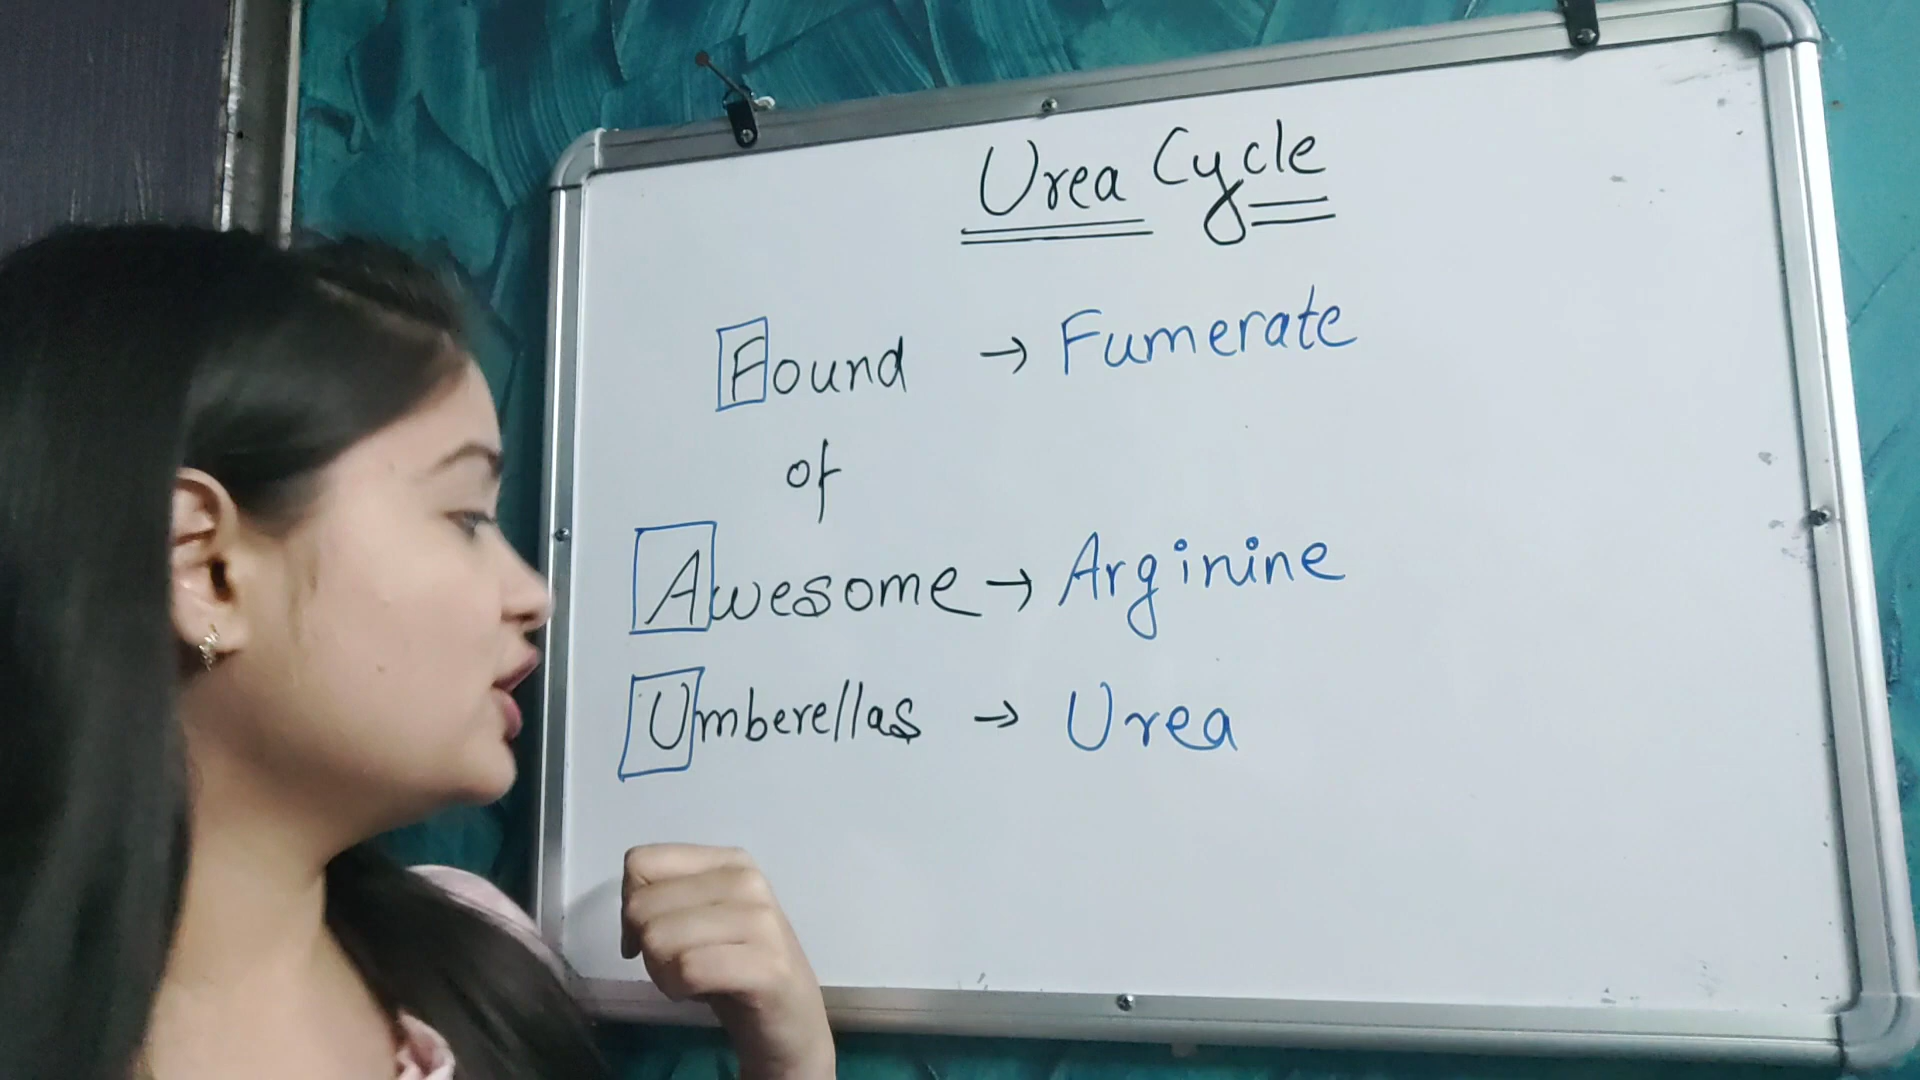 Urea Cycle
Found → Fumerate
of
Awesome → Arginine
Umberellas → Urea